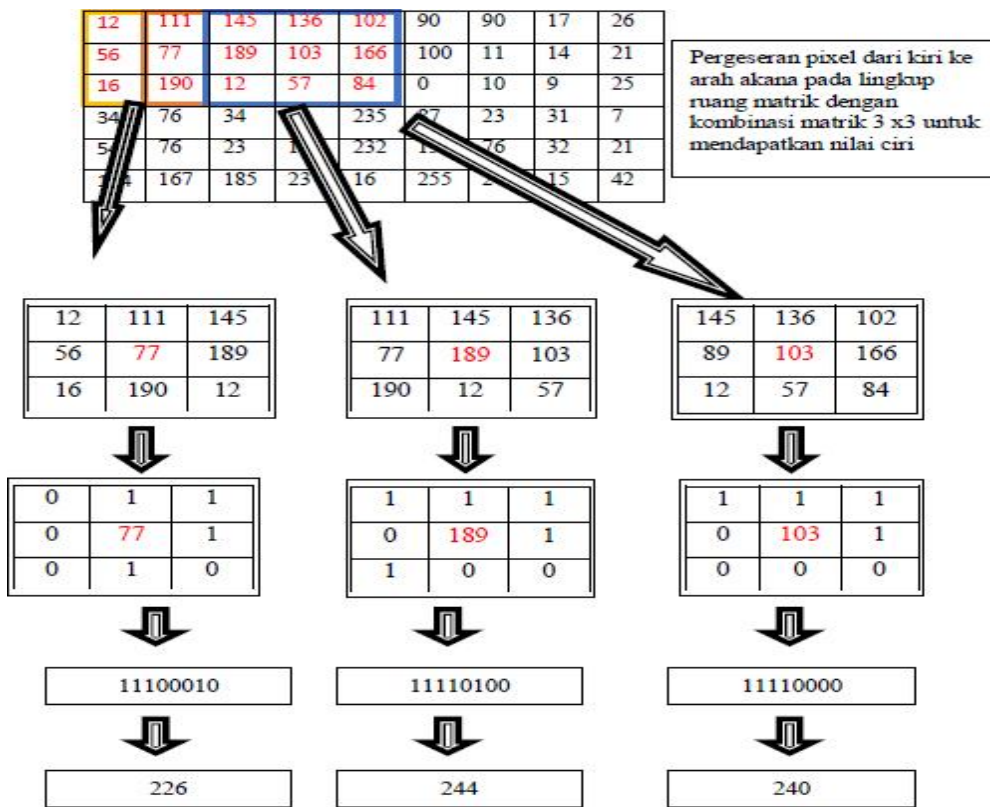 12 111 145 136 102 90 90 17 26
56 77 189 103 166 100 11 14 21
16 190 12 57 84 0 10 9 25
34 76 34 235 87 23 31 7
76 23 232 76 32 21
167 185 23 16 255 15 42
Pergeseran pixel dari kiri ke
arah akana pada lingkup
ruang matrik dengan
kombinasi matrik 3 x3 untuk
mendapatkan nilai ciri
12 111 145 111 145 136 145 136 102
56 77 189 77 189 103 89 103 166
16 190 12 190 12 57 12 57 84
0 1 1 1 1 1 1 1 1
0 77 1 0 189 1 0 103 1
0 1 0 1 0 0 0 0 0
11100010 11110100 11110000
226 244 240